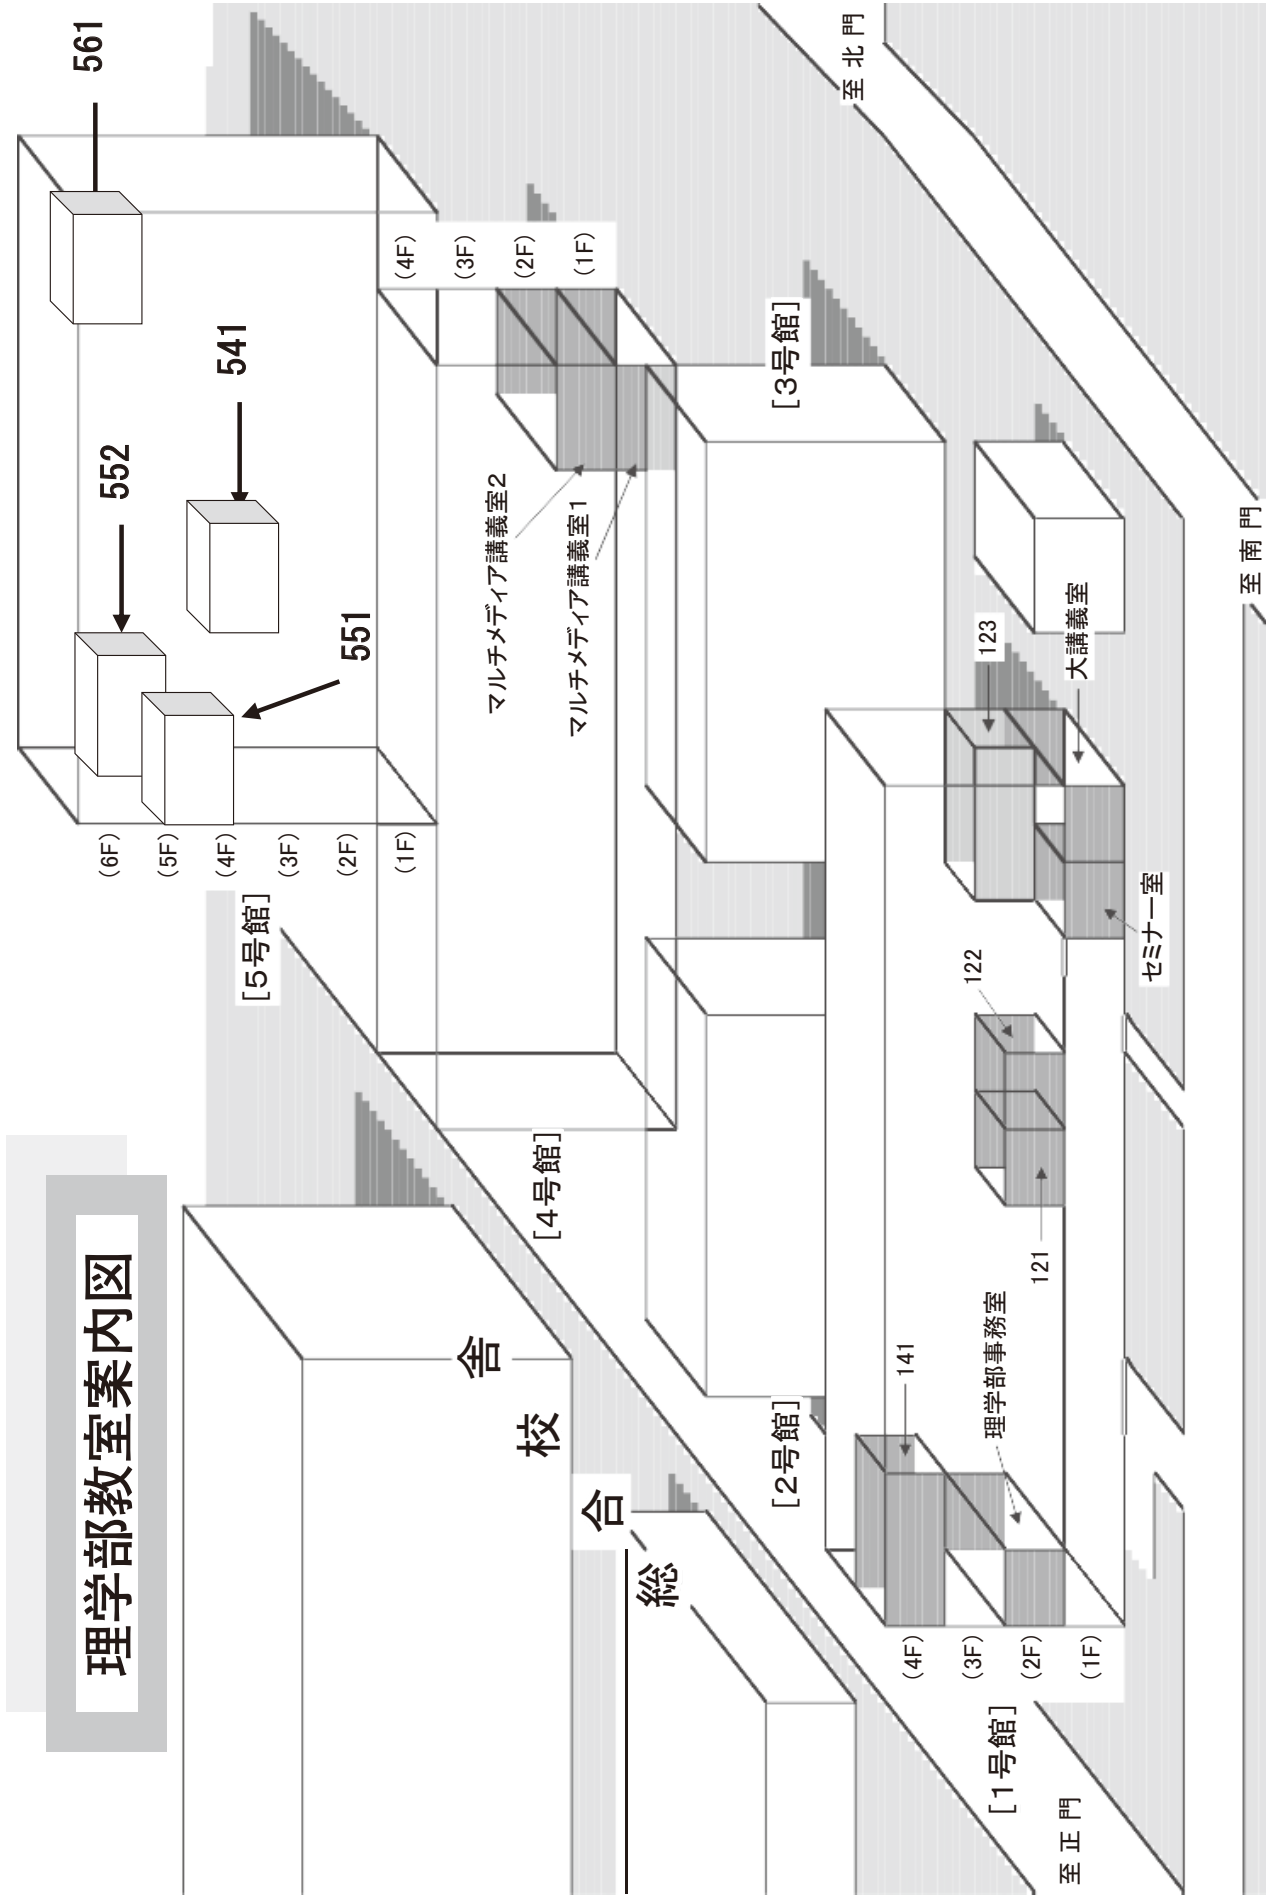 理学部教室案内図
561
552
541
551
(6F)
(5F)
(4F)
(3F)
(2F)
(1F)
[5号館]
(4F)
(3F)
(2F)
(1F)
マルチメディア講義室2
マルチメディア講義室1
[4号館]
[3号館]
[2号館]
総合校舎
141
理学部事務室
121
122
123
大講義室
セミナー室
(4F)
(3F)
(2F)
(1F)
[1号館]
至北門
至南門
至正門